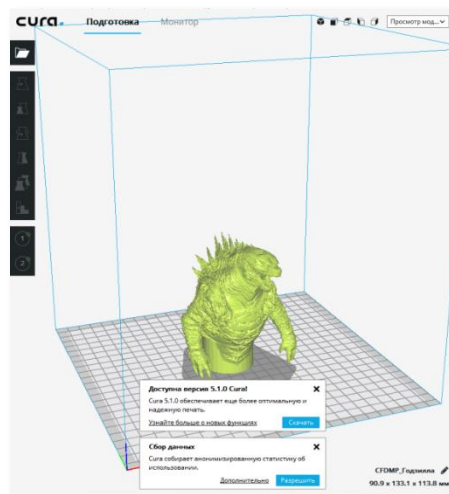 cura. Подготовка Монитор Просмотр мод...
1
2
Доступна версия 5.1.0 Cura!
Cura 5.1.0 обеспечивает еще более оптимальную и
надежную печать.
Узнайте больше о новых функциях Скачать
Сбор данных
Cura собирает анонимизированную статистику об
использовании.
Дополнительно Разрешить
CFDMP_Годзилла
90.9 x 133.1 x 113.8 мм